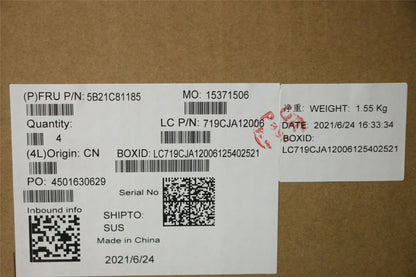 (P)FRU P/N: 5B21C81185
MO: 15371506
Quantity:
4
LC P/N: 719CJA12006
(4L)Origin: CN
BOXID: LC719CJA12006125402521
PO: 4501630629
Serial No
Inbound info
SHIPTO:
SUS
Made in China
2021/6/24
净重: WEIGHT: 1.55 Kg
DATE: 2021/6/24 16:33:34
BOXID:
LC719CJA12006125402521